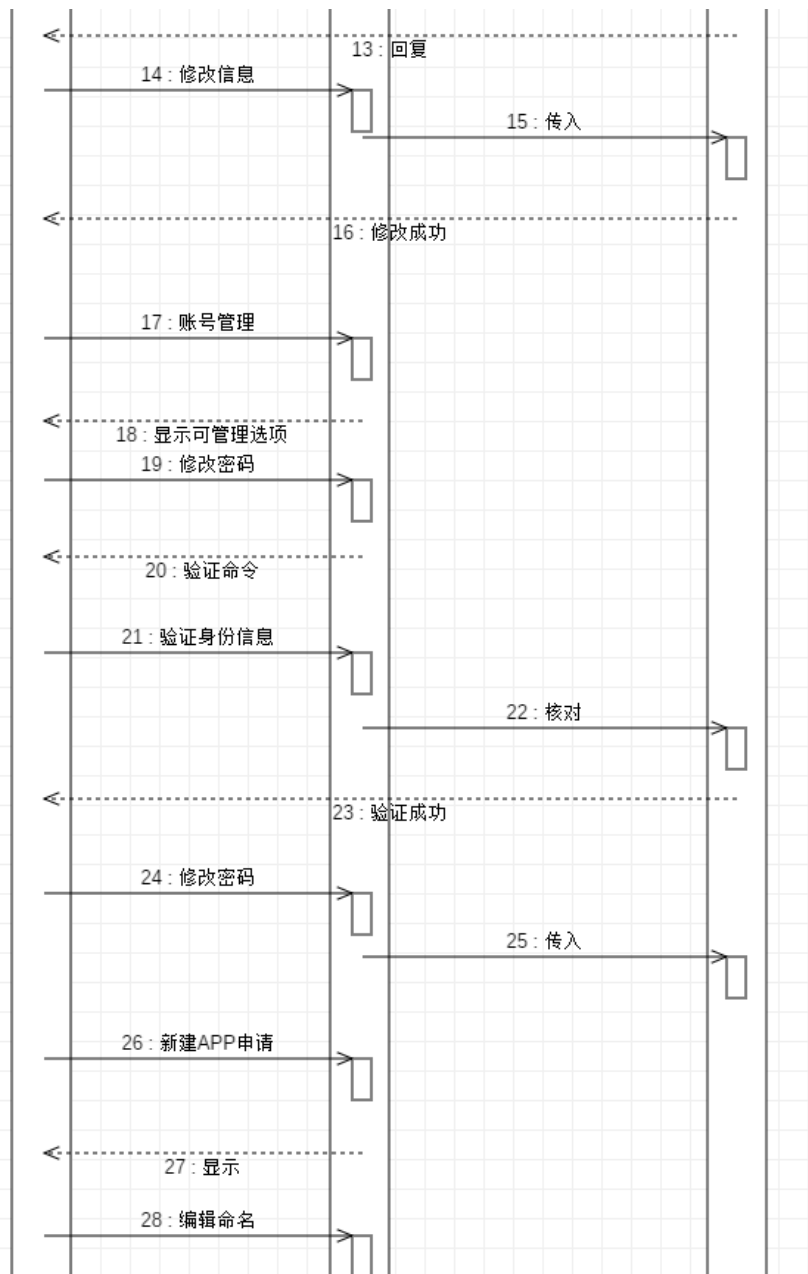 13 : 回复
14 : 修改信息
15 : 传入
16 : 修改成功
17 : 账号管理
18 : 显示可管理选项
19 : 修改密码
20 : 验证命令
21 : 验证身份信息
22 : 核对
23 : 验证成功
24 : 修改密码
25 : 传入
26 : 新建APP申请
27 : 显示
28 : 编辑命名